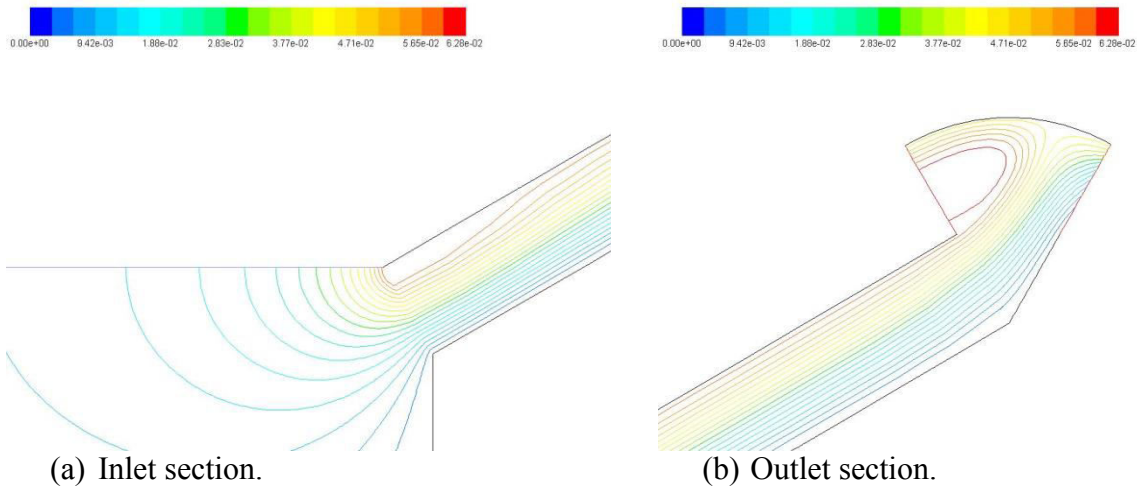 0.00e+00 9.42e-03 1.88e-02 2.83e-02 3.77e-02 4.71e-02 5.65e-02 6.28e-02
0.00e+00 9.42e-03 1.88e-02 2.83e-02 3.77e-02 4.71e-02 5.65e-02 6.28e-02
(a) Inlet section.
(b) Outlet section.